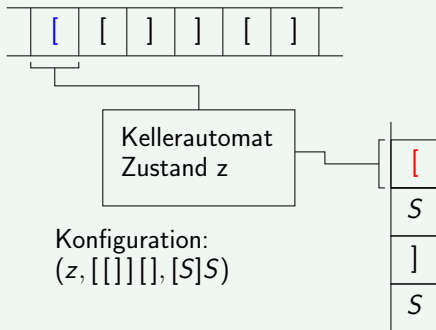 [ [ ] ] [ ]
Kellerautomat
Zustand z
[
S
]
S
Konfiguration:
(z, [[]][], [S]S)